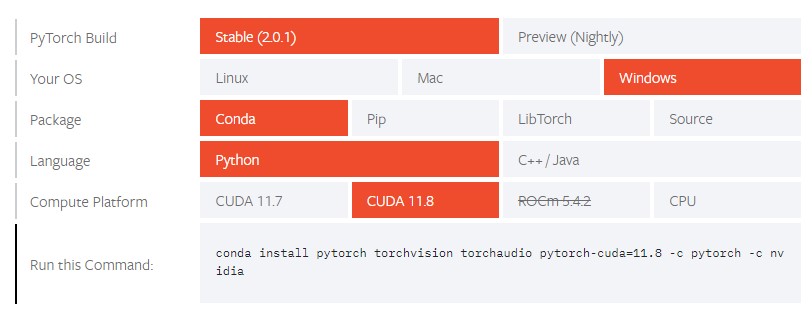 PyTorch Build Stable (2.0.1) Preview (Nightly)
Your OS Linux Mac Windows
Package Conda Pip LibTorch Source
Language Python C++ / Java
Compute Platform CUDA 11.7 CUDA 11.8 ROCm 5.4.2 CPU
Run this Command: conda install pytorch torchvision torchaudio pytorch-cuda=11.8 -c pytorch -c nv
idia